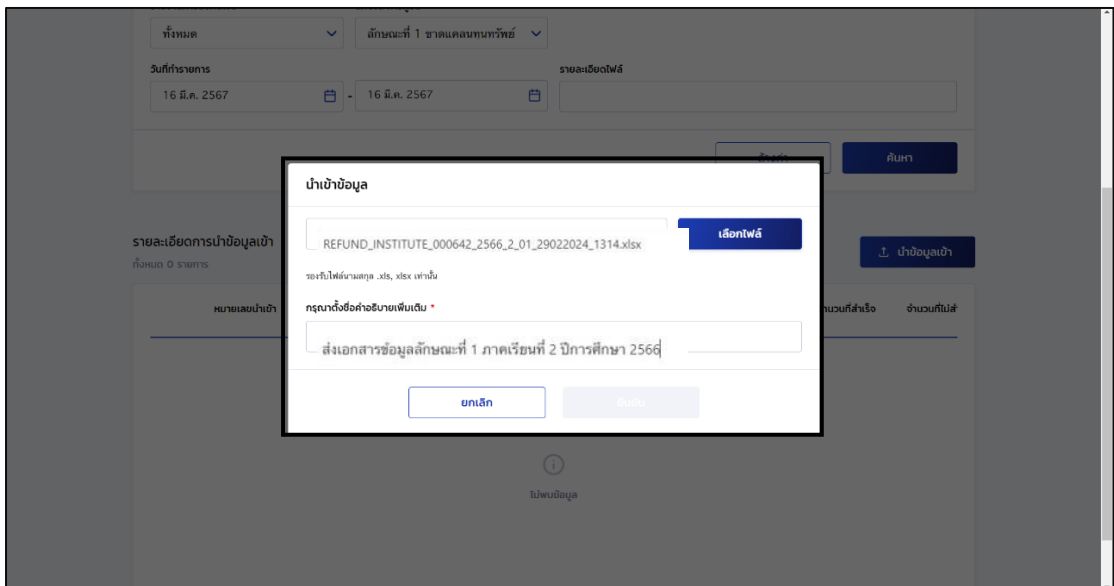 ทั้งหมด
ลักษณะที่ 1 ขาดแคลนทุนทรัพย์
วันที่ทำรายการ
รายละเอียดไฟล์
16 มี.ค. 2567 - 16 มี.ค. 2567
ค้นหา
นำเข้าข้อมูล
REFUND_INSTITUTE_000642_2566_2_01_29022024_1314.xlsx
เลือกไฟล์
รายละเอียดการนำข้อมูลเข้า
ทั้งหมด 0 รายการ
นำข้อมูลเข้า
รองรับไฟล์นามสกุล .xls, xlsx เท่านั้น
หมายเลขนำเข้า
กรุณาตั้งชื่อคำอธิบายเพิ่มเติม *
จำนวนที่ไม่สำ
ส่งเอกสารข้อมูลลักษณะที่ 1 ภาคเรียนที่ 2 ปีการศึกษา 2566
ยกเลิก
ยืนยัน
ไม่พบข้อมูล